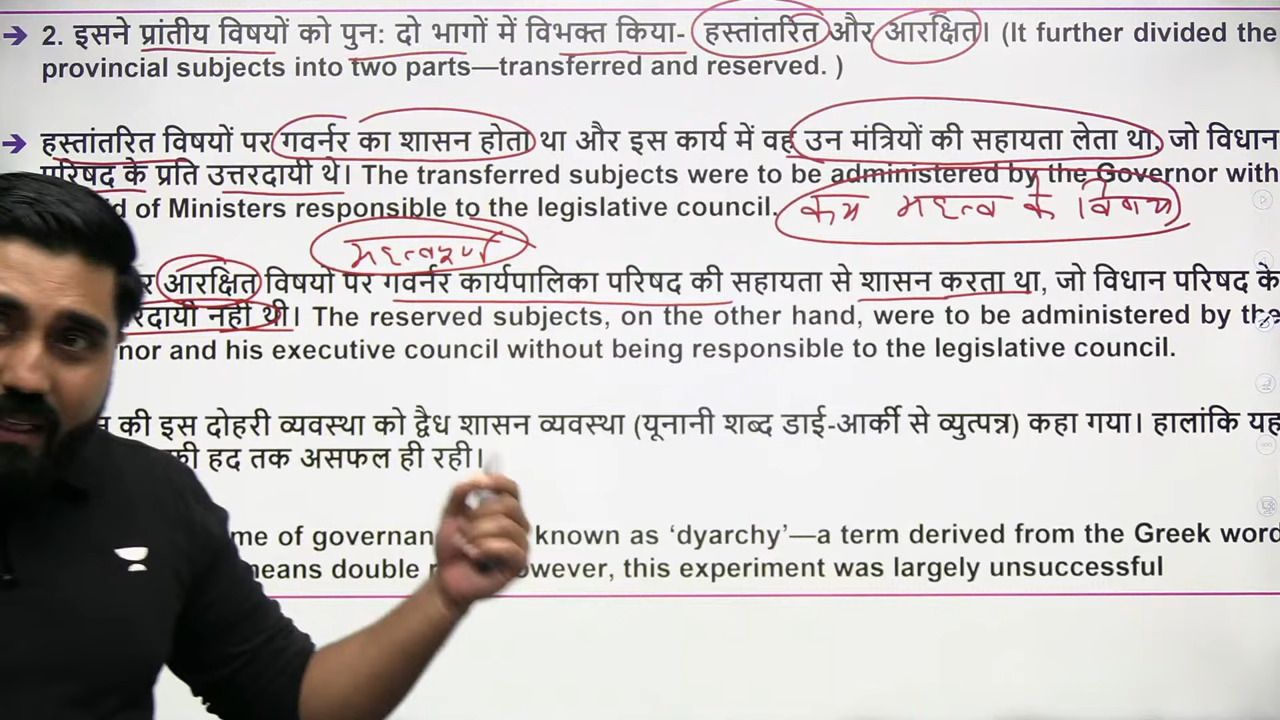 → 2. इसने प्रांतीय विषयों को पुन: दो भागों में विभक्त किया- हस्तांतरित और आरक्षित। (It further divided the
provincial subjects into two parts—transferred and reserved. )
→ हस्तांतरित विषयों पर गवर्नर का शासन होता था और इस कार्य में वह उन मंत्रियों की सहायता लेता था, जो विधान
परिषद के प्रति उत्तरदायी थे। The transferred subjects were to be administered by the Governor with
of Ministers responsible to the legislative council. कम महत्व के विषय
महत्वपूर्ण
आरक्षित विषयों पर गवर्नर कार्यपालिका परिषद की सहायता से शासन करता था, जो विधान परिषद के
नहीं थी। The reserved subjects, on the other hand, were to be administered by the
and his executive council without being responsible to the legislative council.
की इस दोहरी व्यवस्था को द्वैध शासन व्यवस्था (यूनानी शब्द डाई-आर्की से व्युत्पन्न) कहा गया। हालांकि यह
की हद तक असफल ही रही।
of known as ‘dyarchy’—a term derived from the Greek word
means double however, this experiment was largely unsuccessful